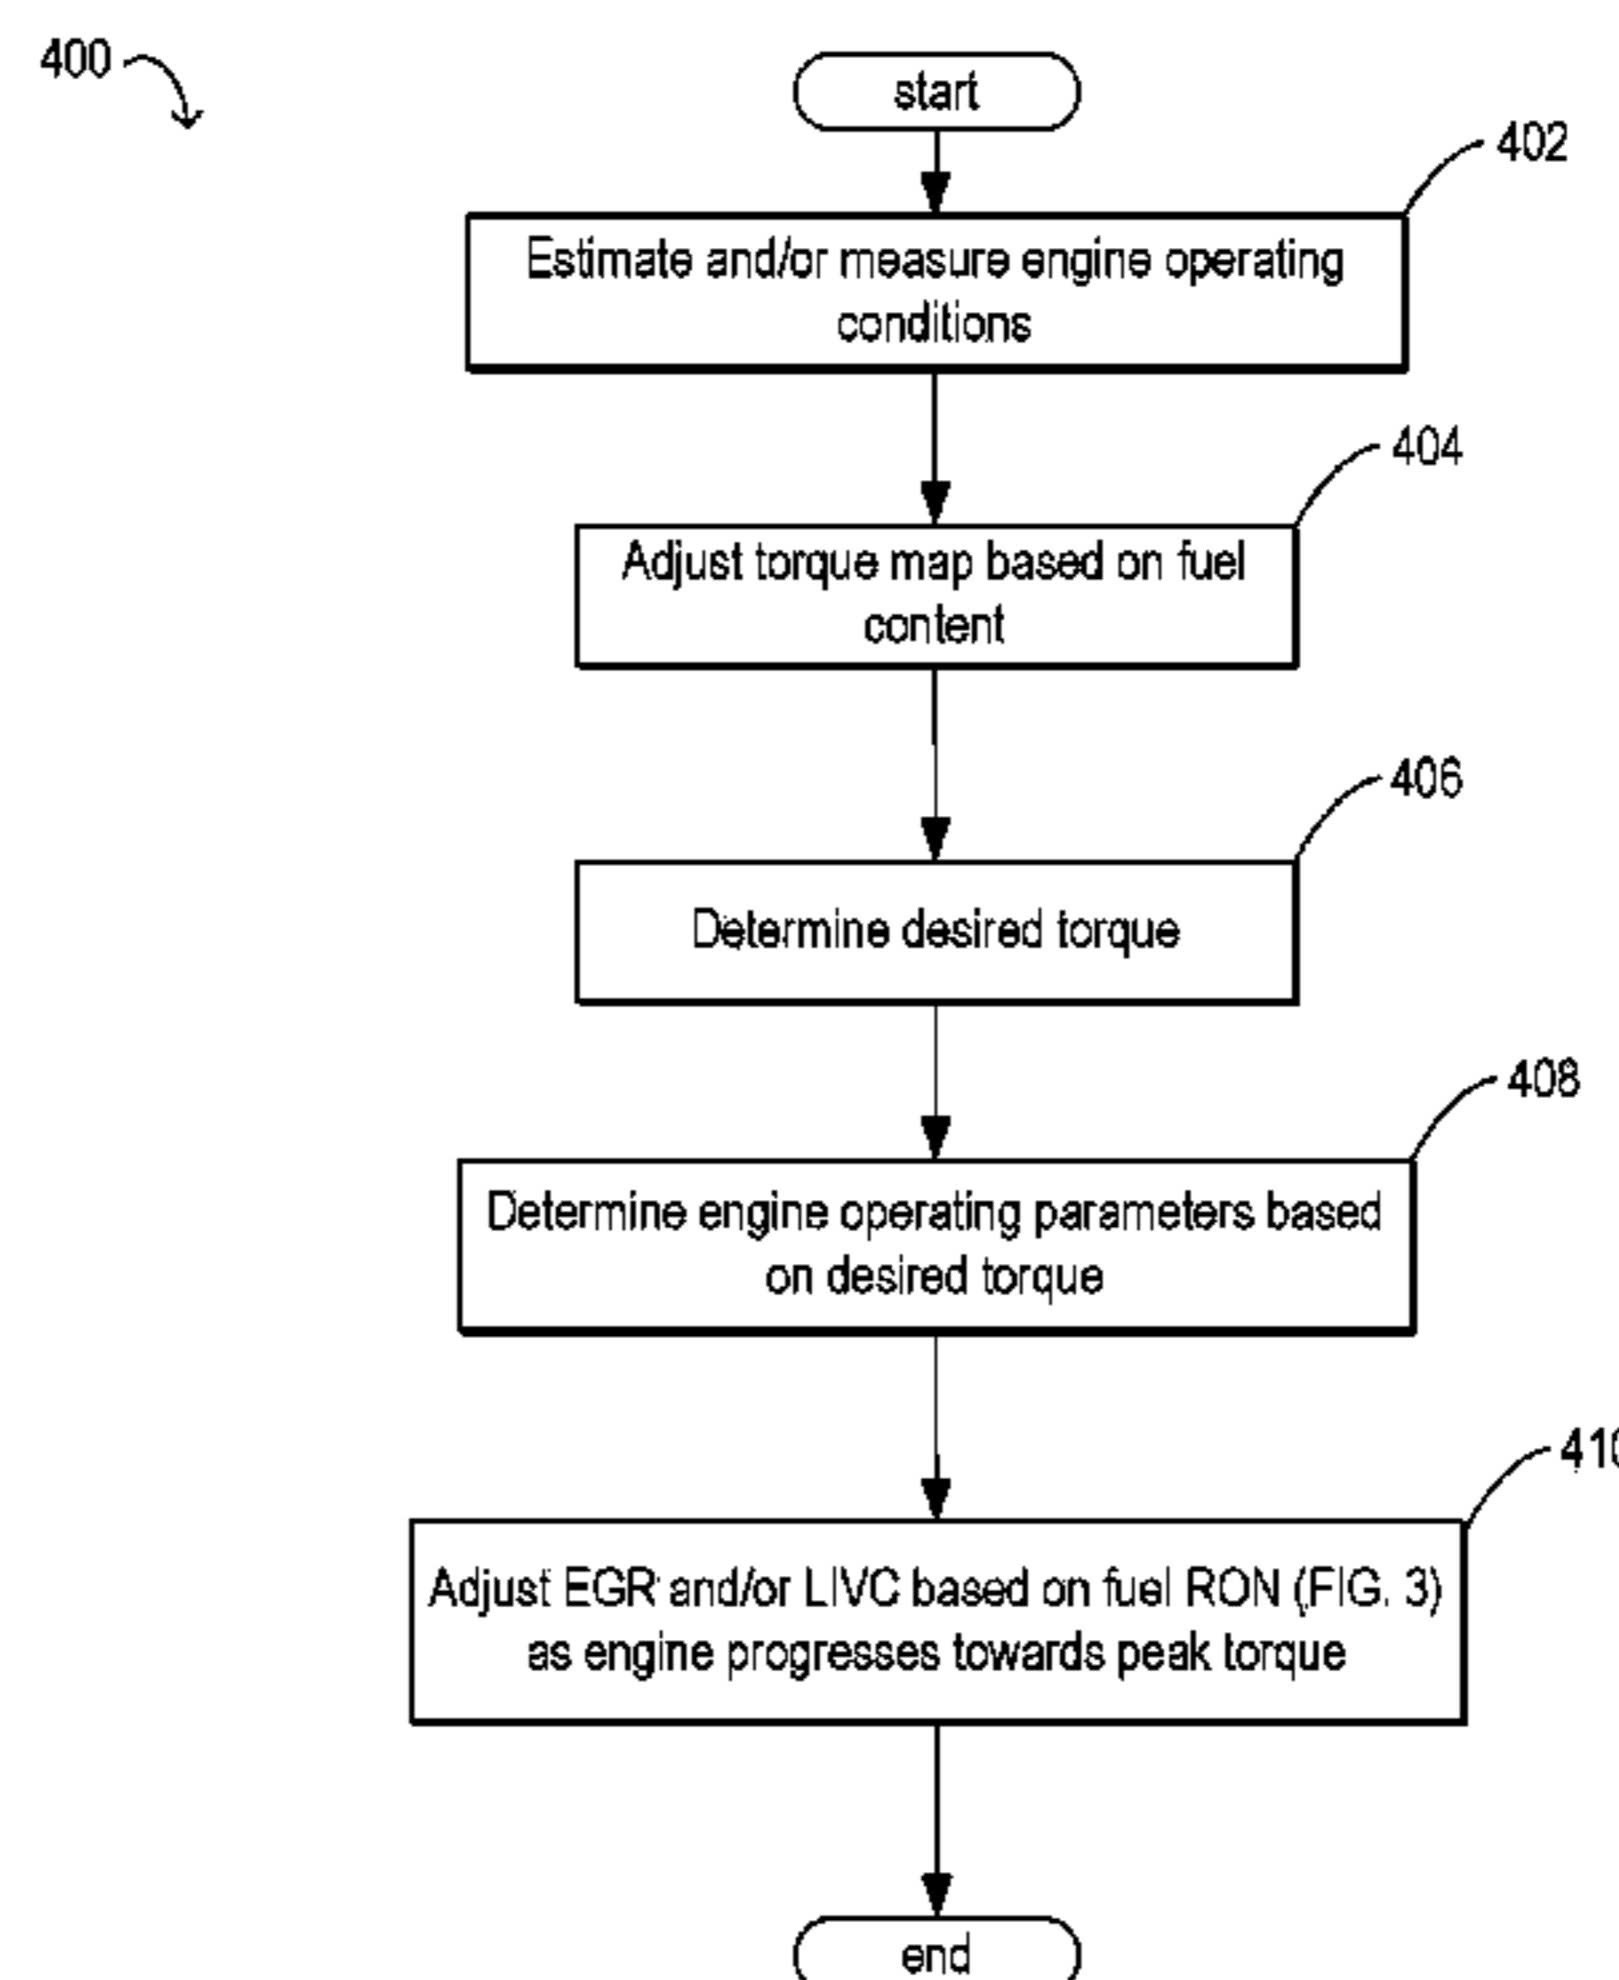 400
start
402
Estimate and/or measure engine operating
conditions
404
Adjust torque map based on fuel
content
406
Determine desired torque
408
Determine engine operating parameters based
on desired torque
410
Adjust EGR and/or LIVC based on fuel RON (FIG. 3)
as engine progresses towards peak torque
end